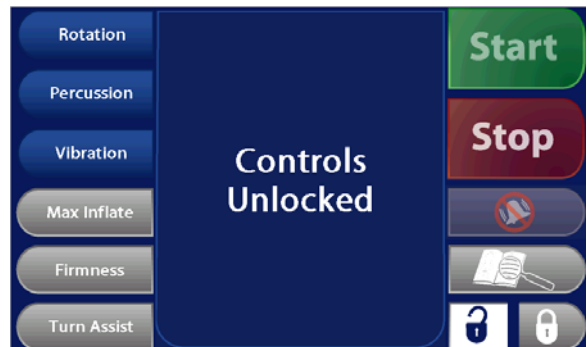 Rotation
Percussion
Vibration
Max Inflate
Firmness
Turn Assist
Controls
Unlocked
Start
Stop